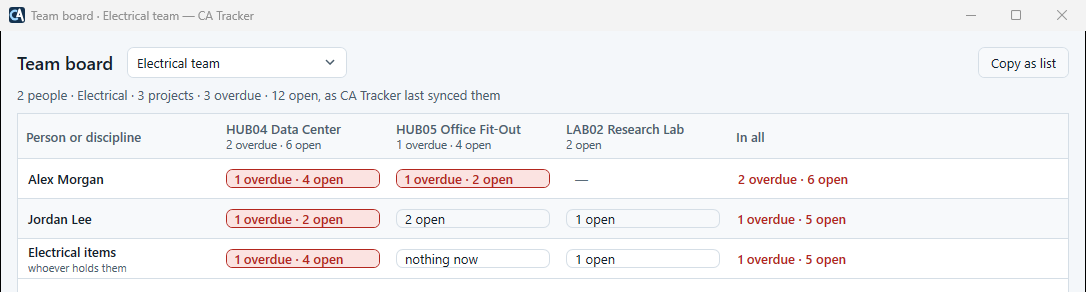 CA Team board · Electrical team — CA Tracker
Team board Electrical team Copy as list
2 people · Electrical · 3 projects · 3 overdue · 12 open, as CA Tracker last synced them
Person or discipline HUB04 Data Center HUB05 Office Fit-Out LAB02 Research Lab In all
2 overdue · 6 open 1 overdue · 4 open 2 open
Alex Morgan 1 overdue · 4 open 1 overdue · 2 open — 2 overdue · 6 open
Jordan Lee 1 overdue · 2 open 2 open 1 open 1 overdue · 5 open
Electrical items 1 overdue · 4 open nothing now 1 open 1 overdue · 5 open
whoever holds them